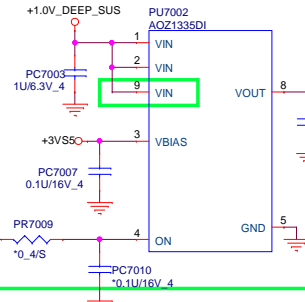 +1.0V_DEEP_SUS
PU7002
AOZ1335DI
1
VIN
2
VIN
9
VIN
VOUT
8
PC7003
1U/6.3V_4
+3VS5
3
VBIAS
PC7007
0.1U/16V_4
PR7009
*0_4/S
4
ON
GND
5
PC7010
*0.1U/16V_4